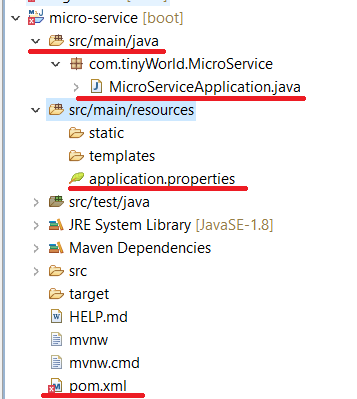 micro-service [boot]
src/main/java
com.tinyWorld.MicroService
MicroServiceApplication.java
src/main/resources
static
templates
application.properties
src/test/java
JRE System Library [JavaSE-1.8]
Maven Dependencies
src
target
HELP.md
mvnw
mvnw.cmd
pom.xml